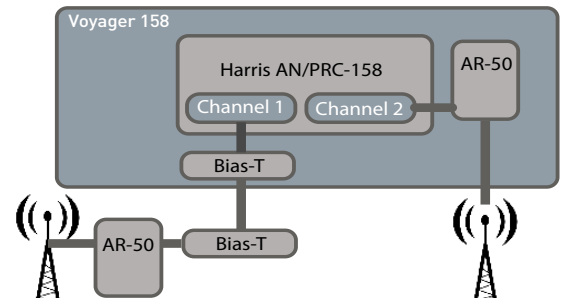 Voyager 158
Harris AN/PRC-158
AR-50
Channel 1
Channel 2
Bias-T
AR-50
Bias-T